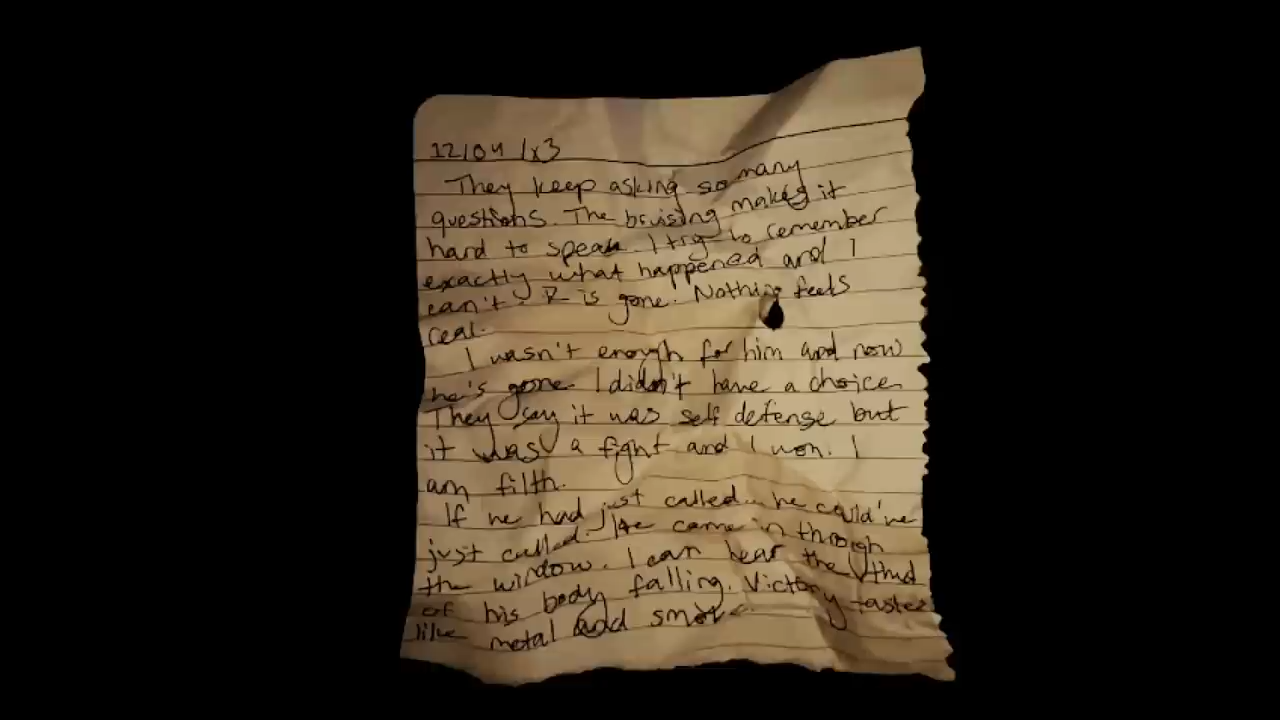 12/04 1x3
They keep asking so many
questions. The bruising makes it
hard to speak I try to remember
exactly what happened and I
can't. R is gone. Nothing feels
real.
I wasn't enough for him and now
he's gone. I didn't have a choice.
They say it was self defense but
it was a fight and I won. I
am filth.
If he had just called... he could've
just called. He came in through
the window. I can hear the thud
of his body falling. Victory tastes
like metal and smoke.